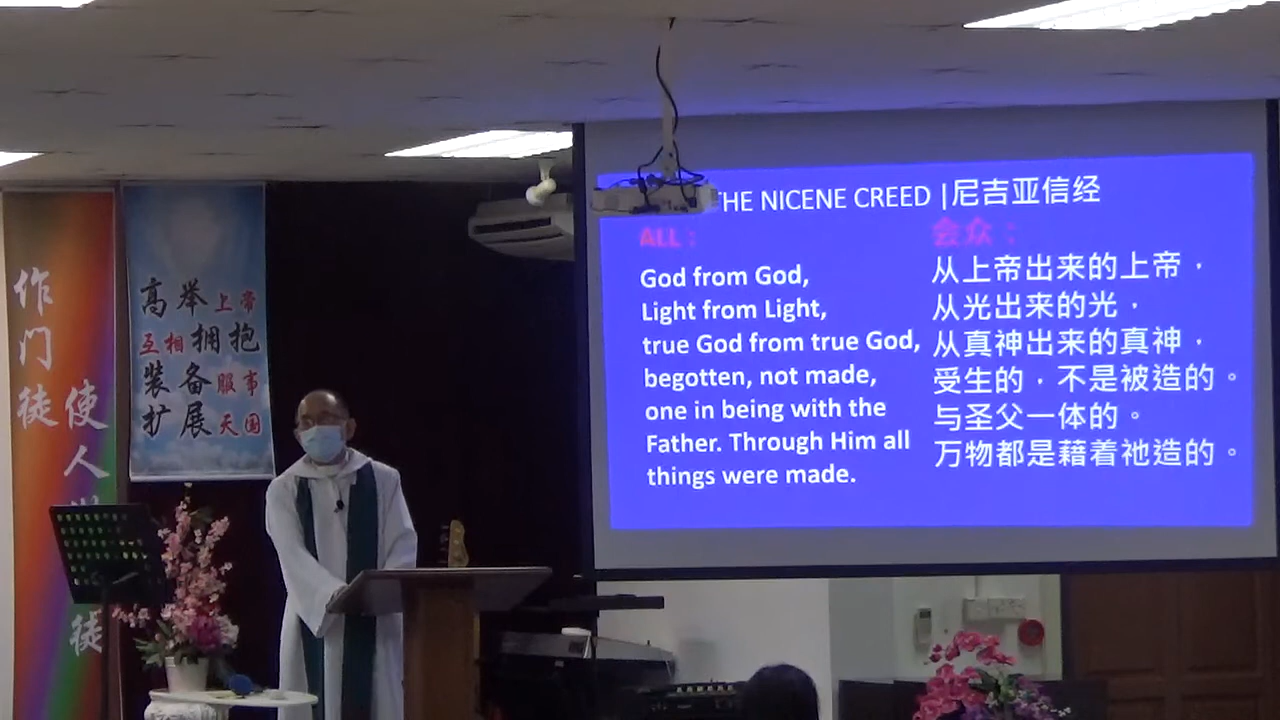 作门徒
使人
徒
高举上帝
互相拥抱
装备服事
扩展天国
HE NICENE CREED |尼吉亚信经
ALL :
God from God,
Light from Light,
true God from true God,
begotten, not made,
one in being with the
Father. Through Him all
things were made.
会众：
从上帝出来的上帝，
从光出来的光，
从真神出来的真神，
受生的，不是被造的。
与圣父一体的。
万物都是藉着祂造的。